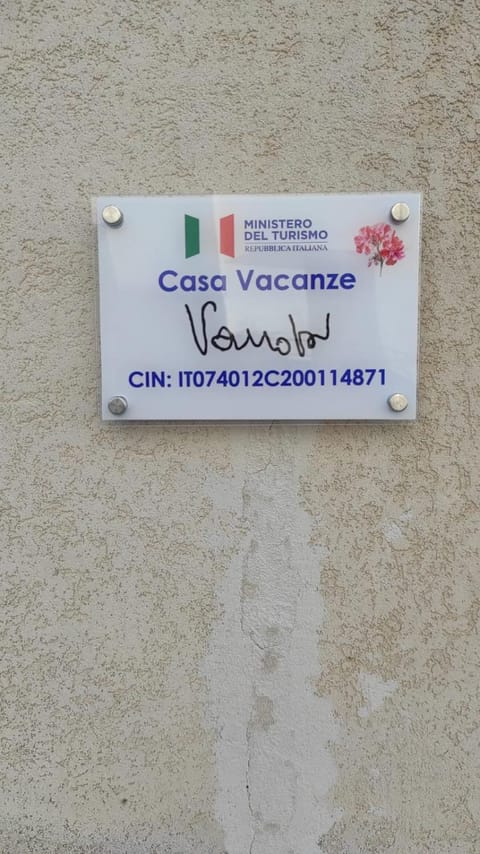 MINISTERO
DEL TURISMO
REPUBBLICA ITALIANA
Casa Vacanze
CIN: IT074012C200114871